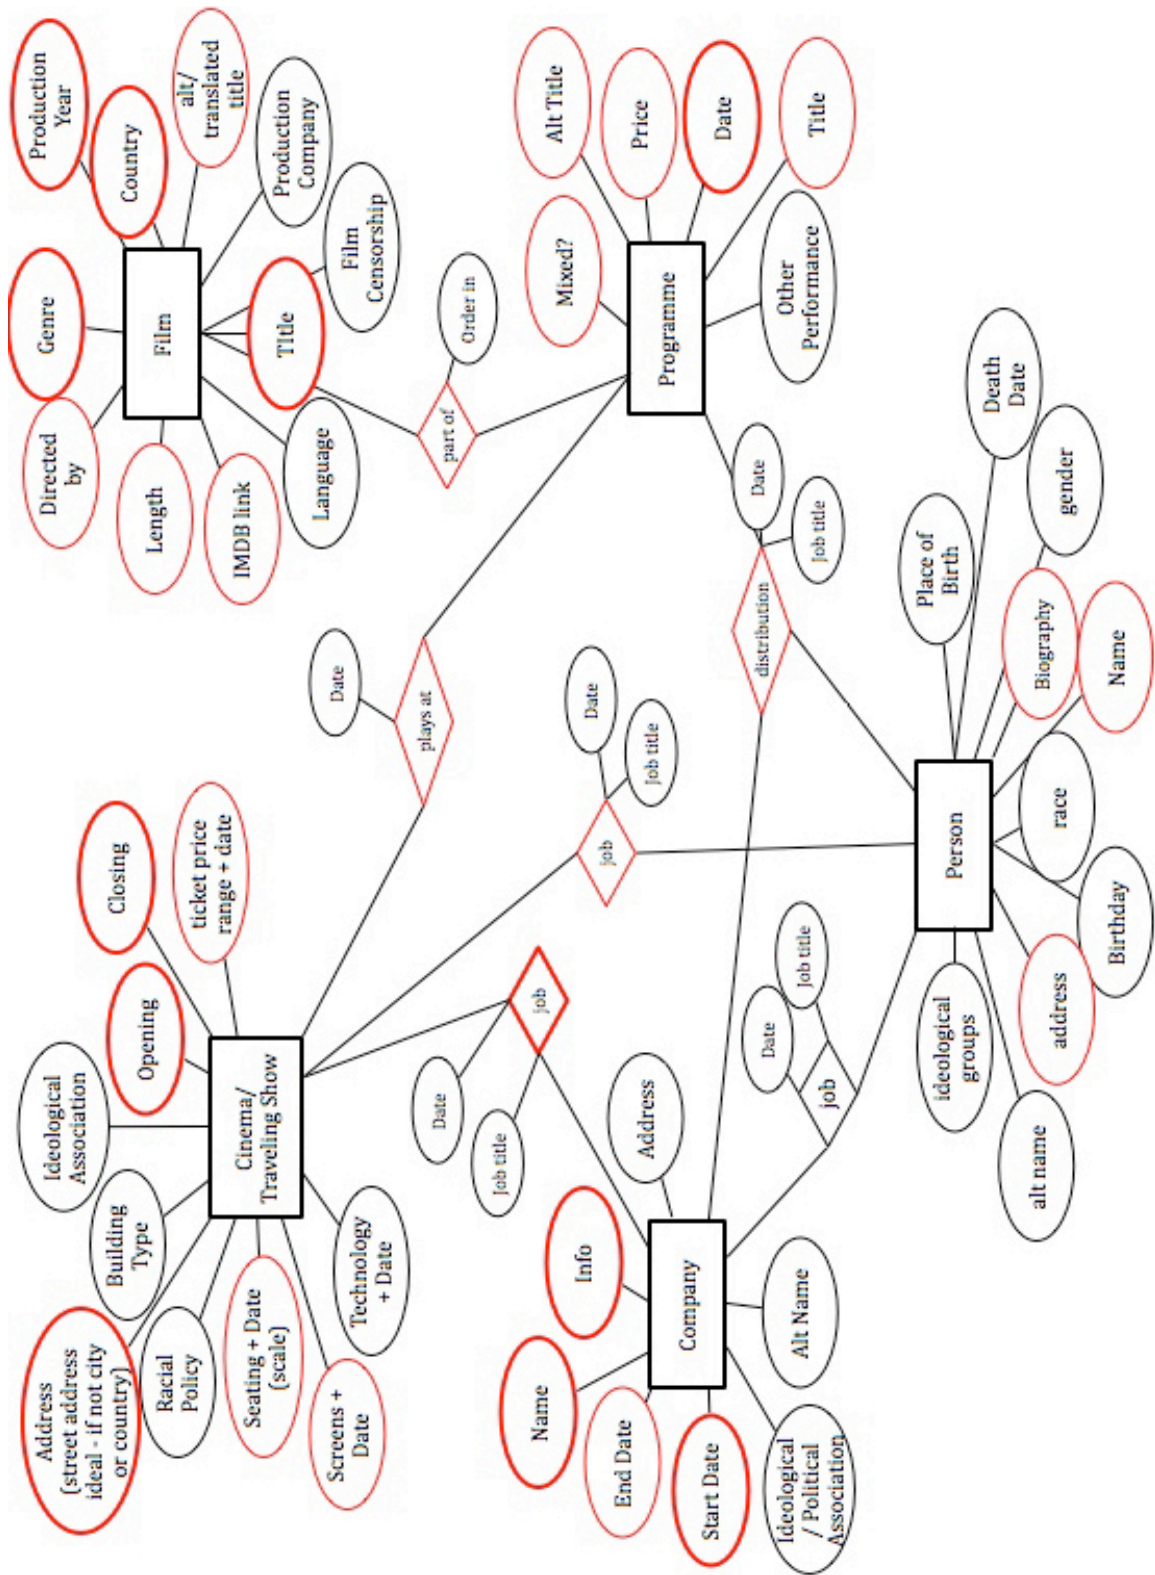 Address
(street address
ideal - if not city
or country)
Building
Type
Ideological
Association
Opening
Closing
Racial
Policy
Seating + Date
(scale)
Screens +
Date
Technology
+ Date
Cinema/
Traveling Show
ticket price
range + date
Directed
by
Genre
Production
Year
Country
alt/
translated
title
Length
IMDB link
Film
Language
TItle
Film
Censorship
Production
Company
Date
plays at
part of
Order in
Date
Job title
job
Date
Job title
job
Name
Info
Address
End Date
Start Date
Company
Ideological
/ Political
Association
Alt Name
Mixed?
Alt Title
Price
Date
Title
Programme
Other
Performance
Date
Job title
distribution
Date
Job title
job
Place of
Birth
Death
Date
Person
ideological
groups
alt name
address
Birthday
race
Name
Biography
gender